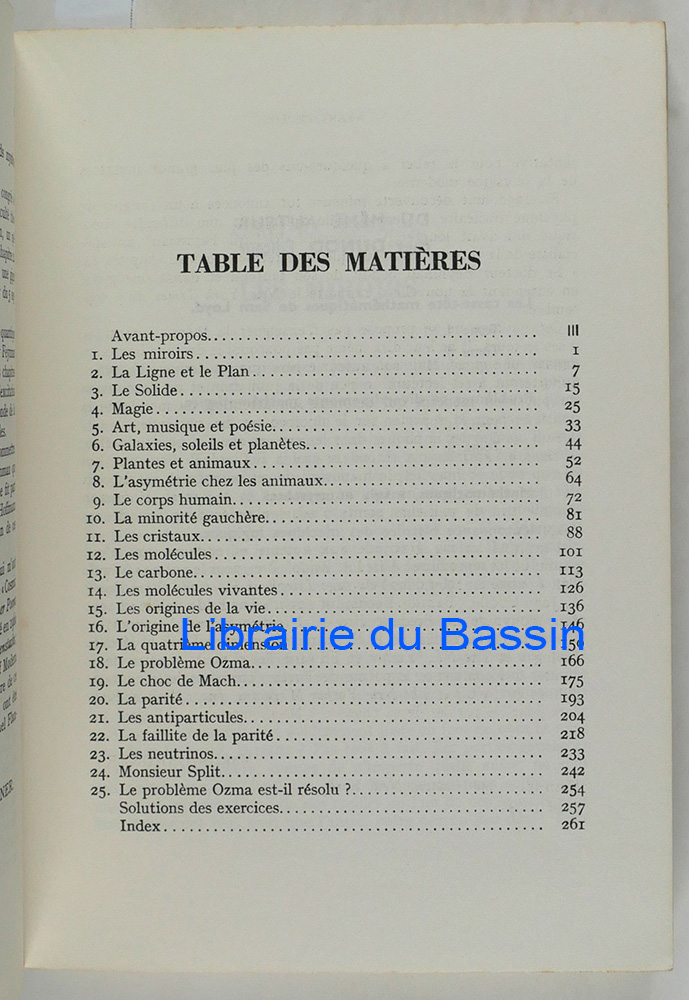 TABLE DES MATIÈRES
Avant-propos. III
1. Les miroirs 1
2. La Ligne et le Plan 7
3. Le Solide 15
4. Magie 25
5. Art, musique et poésie. 33
6. Galaxies, soleils et planètes. 44
7. Plantes et animaux 52
8. L'asymétrie chez les animaux. 64
9. Le corps humain. 72
10. La minorité gauchère. 81
11. Les cristaux. 88
12. Les molécules 101
13. Le carbone. 113
14. Les molécules vivantes 126
15. Les origines de la vie. 136
16. L'origine de l'asymétrie 146
Librairie du Bassin
17. La quatrième dimension
18. Le problème Ozma. 166
19. Le choc de Mach. 175
20. La parité 193
21. Les antiparticules. 204
22. La faillite de la parité 218
23. Les neutrinos. 233
24. Monsieur Split. 242
25. Le problème Ozma est-il résolu ?. 254
Solutions des exercices. 257
Index 261